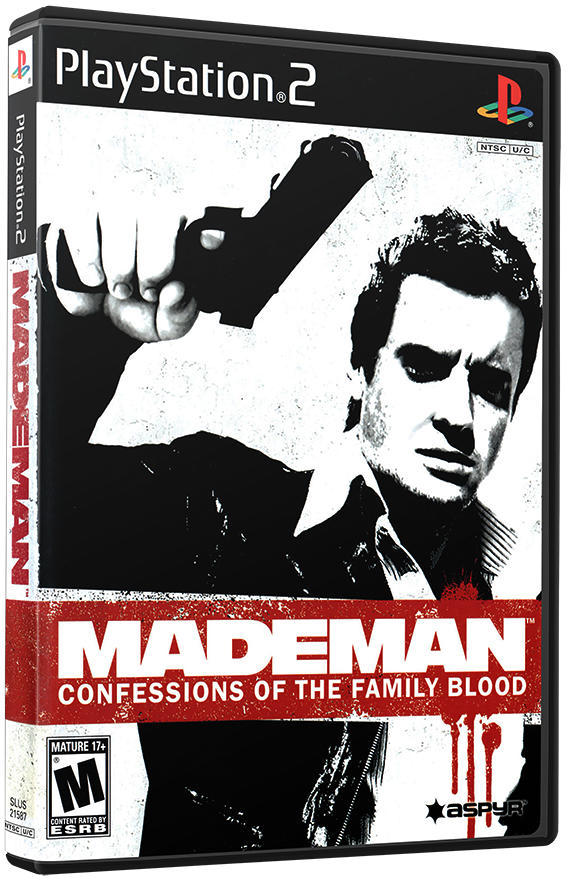 PlayStation®2
NTSC U/C
PlayStation®2
MADEMAN™
SLUS
21587
NTSC U/C
MADEMAN™
CONFESSIONS OF THE FAMILY BLOOD
MATURE 17+
M®
CONTENT RATED BY
ESRB
ASPYR®